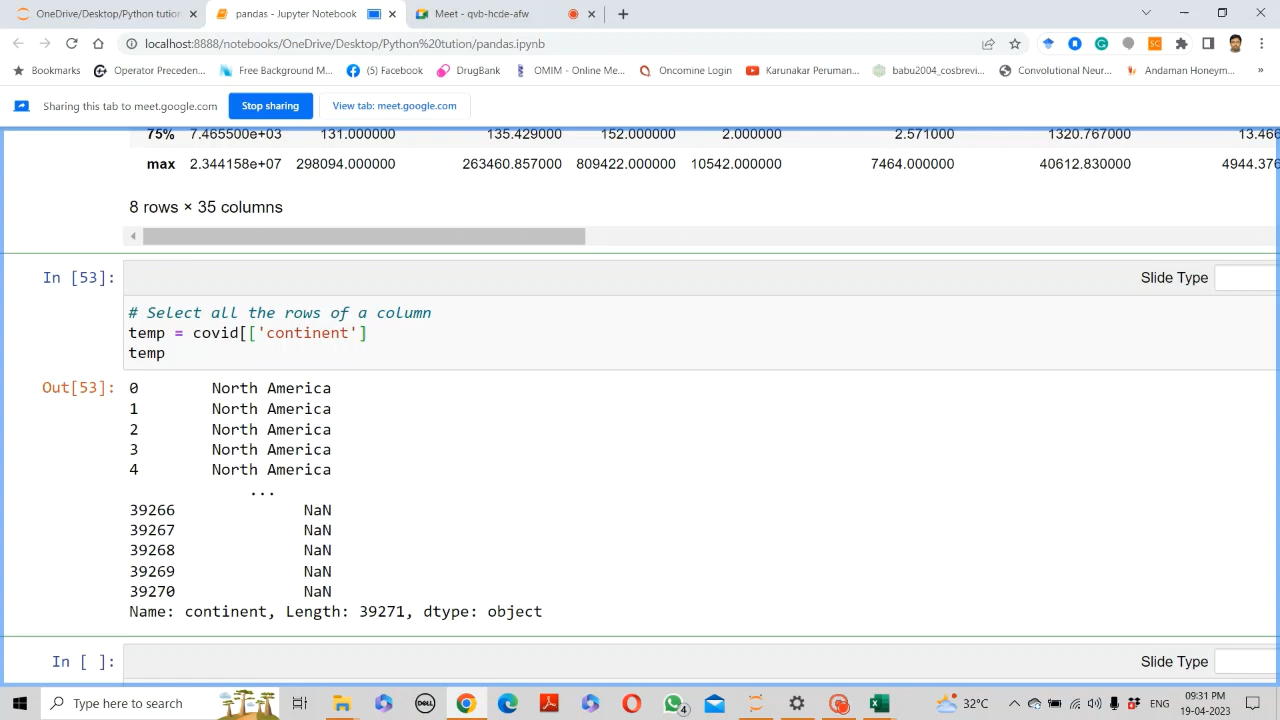 OneDrive/Desktop/Python tution/
pandas - Jupyter Notebook
Meet - qvb-hcde-afw
localhost:8888/notebooks/OneDrive/Desktop/Python%20tution/pandas.ipynb
Bookmarks
Operator Preceden...
Free Background M...
(5) Facebook
DrugBank
OMIM - Online Me...
Oncomine Login
Karunakar Peruman...
babu2004_cosbrevi...
Convolutional Neur...
Andaman Honeym...
»
Sharing this tab to meet.google.com
Stop sharing
View tab: meet.google.com
75% 7.465500e+03 131.000000 135.429000 152.000000 2.000000 2.571000 1320.767000 13.466
max 2.344158e+07 298094.000000 263460.857000 809422.000000 10542.000000 7464.000000 40612.830000 4944.376
8 rows × 35 columns
In [53]:
Slide Type
# Select all the rows of a column
temp = covid[['continent']
temp
Out[53]:
0 North America
1 North America
2 North America
3 North America
4 North America
...
39266 NaN
39267 NaN
39268 NaN
39269 NaN
39270 NaN
Name: continent, Length: 39271, dtype: object
In [ ]:
Slide Type
Type here to search
DELL
4
32°C
ENG
09:31 PM
19-04-2023